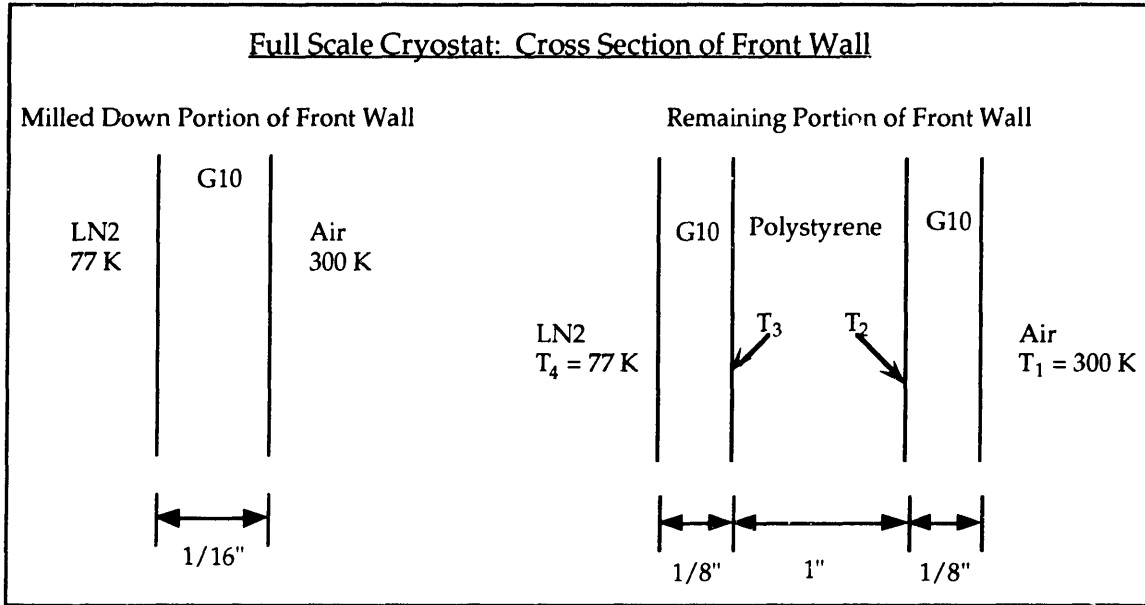 Full Scale Cryostat: Cross Section of Front Wall
Milled Down Portion of Front Wall
G10
LN2
77 K
Air
300 K
1/16"
Remaining Portion of Front Wall
G10
Polystyrene
G10
T3
T2
LN2
T4 = 77 K
Air
T1 = 300 K
1/8"
1"
1/8"